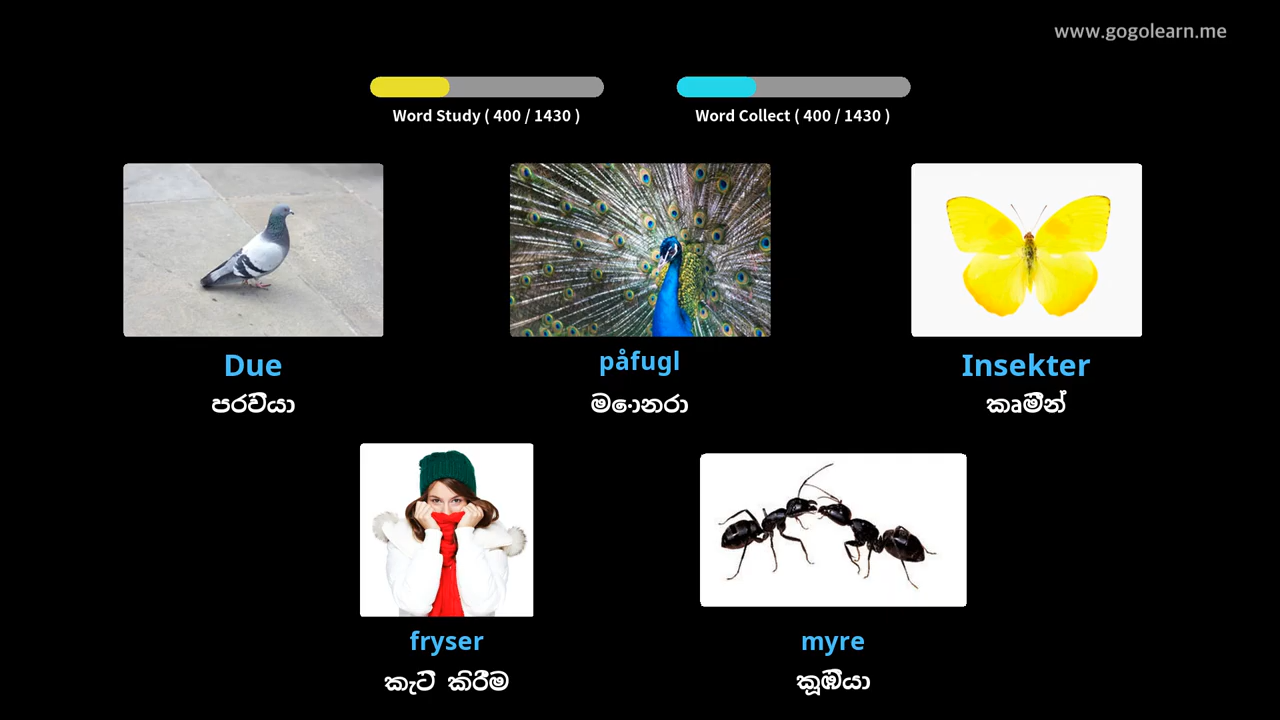 www.gogolearn.me
Word Study ( 400 / 1430 )
Word Collect ( 400 / 1430 )
Due
පරවියා
påfugl
මොනරා
Insekter
කෘමීන්
fryser
කැටි කිරීම
myre
කූඹියා